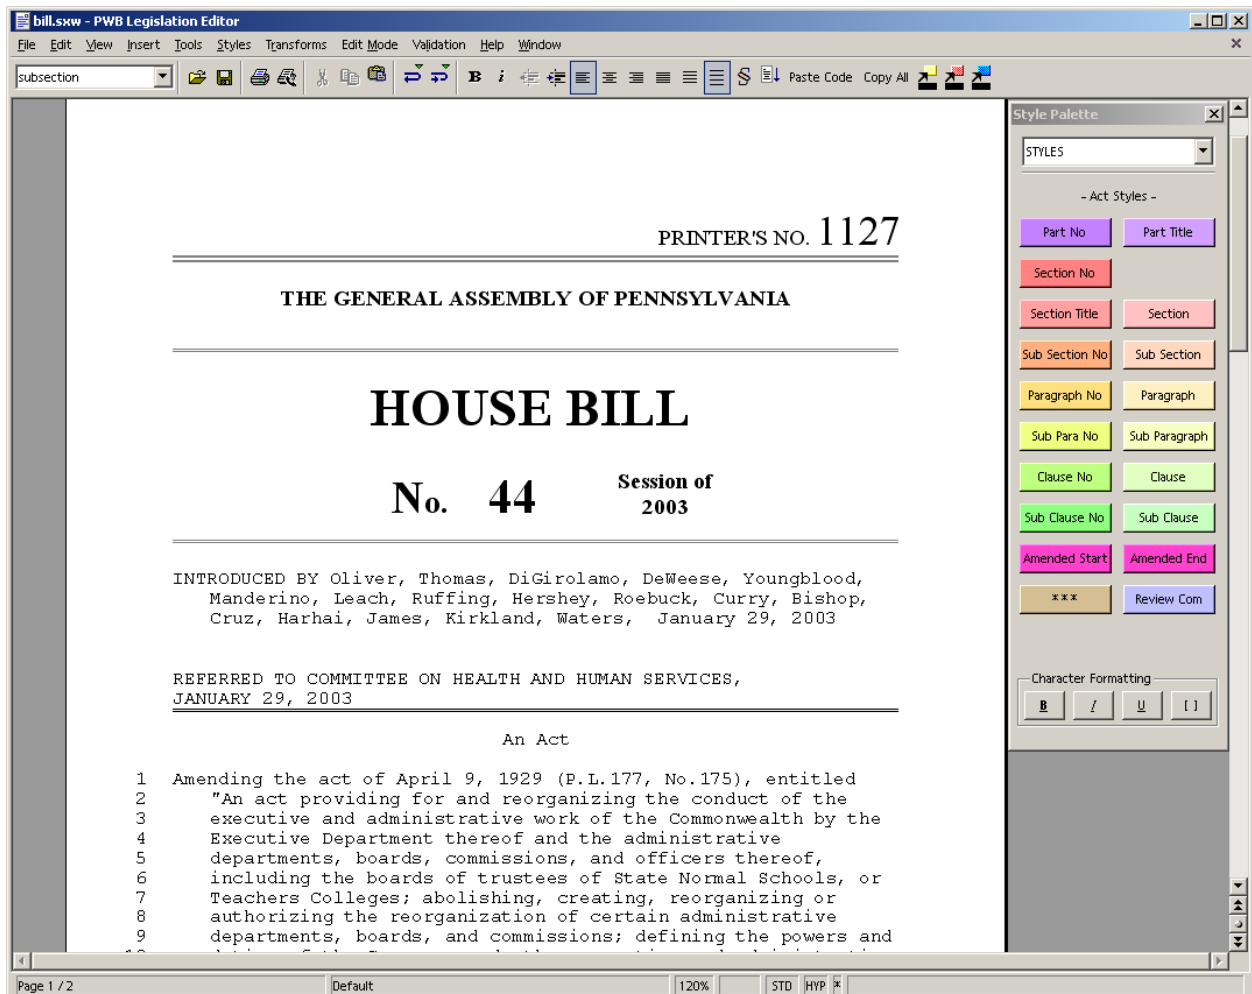 bill.sxw - PWB Legislation Editor
File Edit View Insert Tools Styles Transforms Edit Mode Validation Help Window
subsection B i Paste Code Copy All
PRINTER'S NO. 1127
THE GENERAL ASSEMBLY OF PENNSYLVANIA
HOUSE BILL
No. 44 Session of
2003
INTRODUCED BY Oliver, Thomas, DiGirolamo, DeWeese, Youngblood,
Manderino, Leach, Ruffing, Hershey, Roebuck, Curry, Bishop,
Cruz, Harhai, James, Kirkland, Waters, January 29, 2003
REFERRED TO COMMITTEE ON HEALTH AND HUMAN SERVICES,
JANUARY 29, 2003
An Act
1 Amending the act of April 9, 1929 (P.L.177, No.175), entitled
2 "An act providing for and reorganizing the conduct of the
3 executive and administrative work of the Commonwealth by the
4 Executive Department thereof and the administrative
5 departments, boards, commissions, and officers thereof,
6 including the boards of trustees of State Normal Schools, or
7 Teachers Colleges; abolishing, creating, reorganizing or
8 authorizing the reorganization of certain administrative
9 departments, boards, and commissions; defining the powers and
Style Palette
STYLES
- Act Styles -
Part No Part Title
Section No
Section Title Section
Sub Section No Sub Section
Paragraph No Paragraph
Sub Para No Sub Paragraph
Clause No Clause
Sub Clause No Sub Clause
Amended Start Amended End
*** Review Com
Character Formatting
B I U [ ]
Page 1 / 2 Default 120% STD HYP *